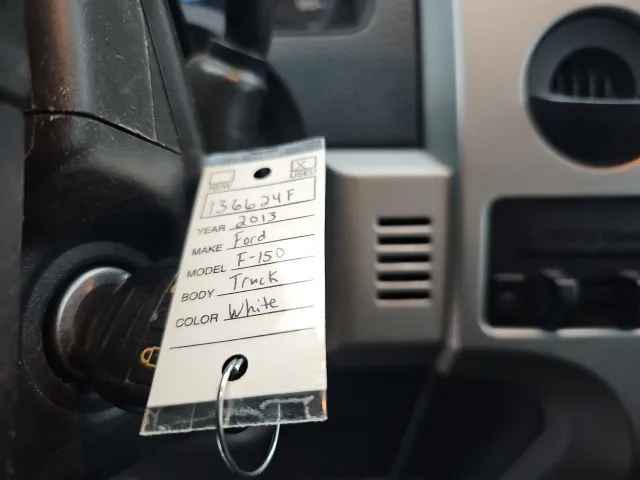 NEW X USED
136624F
YEAR 2013
MAKE Ford
MODEL F-150
BODY Truck
COLOR White